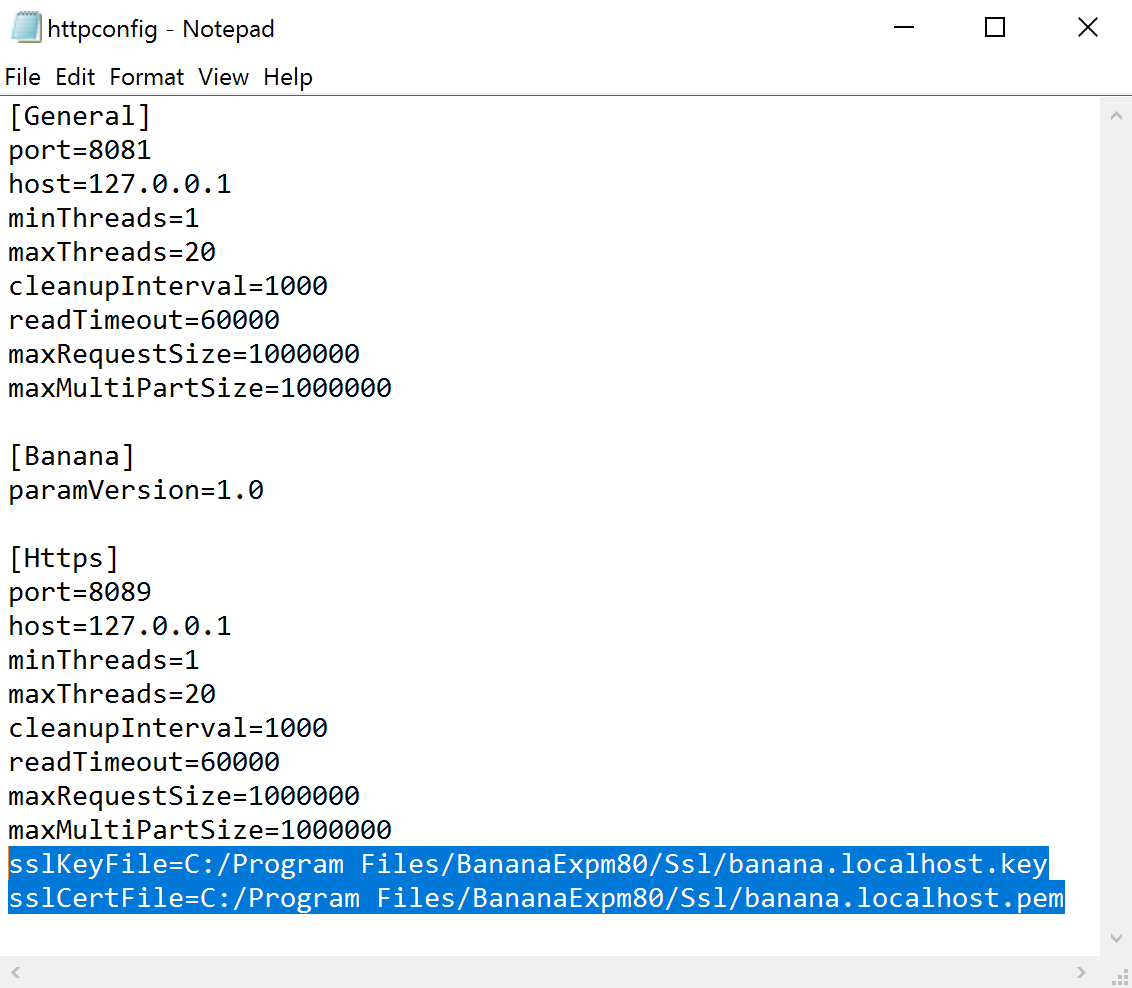 httpconfig - Notepad
File Edit Format View Help
[General]
port=8081
host=127.0.0.1
minThreads=1
maxThreads=20
cleanupInterval=1000
readTimeout=60000
maxRequestSize=1000000
maxMultiPartSize=1000000
[Banana]
paramVersion=1.0
[Https]
port=8089
host=127.0.0.1
minThreads=1
maxThreads=20
cleanupInterval=1000
readTimeout=60000
maxRequestSize=1000000
maxMultiPartSize=1000000
sslKeyFile=C:/Program Files/BananaExpm80/Ssl/banana.localhost.key
sslCertFile=C:/Program Files/BananaExpm80/Ssl/banana.localhost.pem